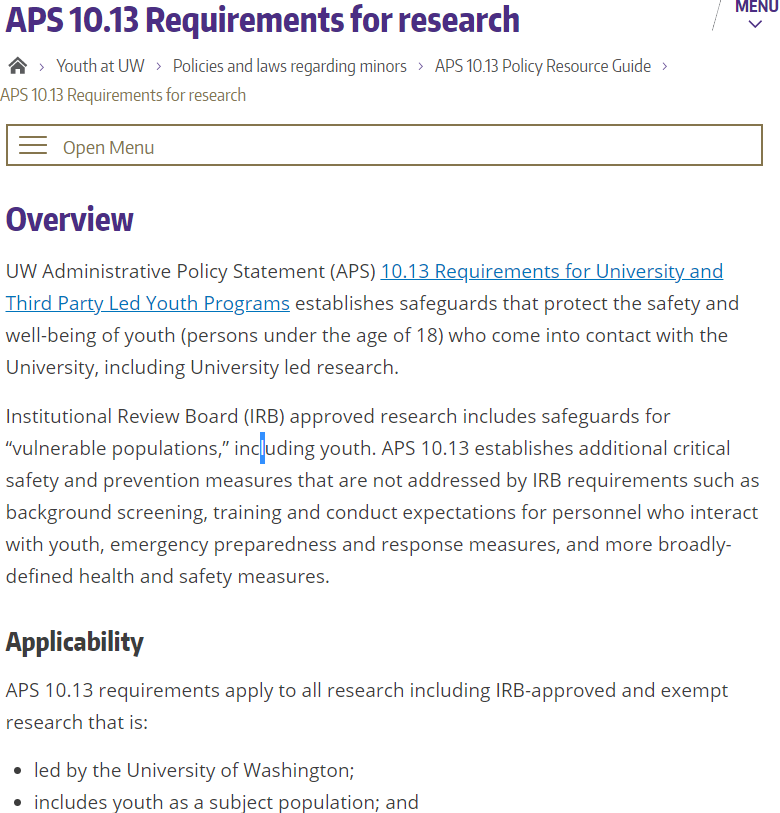 APS 10.13 Requirements for research
MENU
Youth at UW > Policies and laws regarding minors > APS 10.13 Policy Resource Guide >
APS 10.13 Requirements for research
Open Menu
Overview
UW Administrative Policy Statement (APS) 10.13 Requirements for University and
Third Party Led Youth Programs establishes safeguards that protect the safety and
well-being of youth (persons under the age of 18) who come into contact with the
University, including University led research.
Institutional Review Board (IRB) approved research includes safeguards for
“vulnerable populations,” including youth. APS 10.13 establishes additional critical
safety and prevention measures that are not addressed by IRB requirements such as
background screening, training and conduct expectations for personnel who interact
with youth, emergency preparedness and response measures, and more broadly-
defined health and safety measures.
Applicability
APS 10.13 requirements apply to all research including IRB-approved and exempt
research that is:
• led by the University of Washington;
• includes youth as a subject population; and